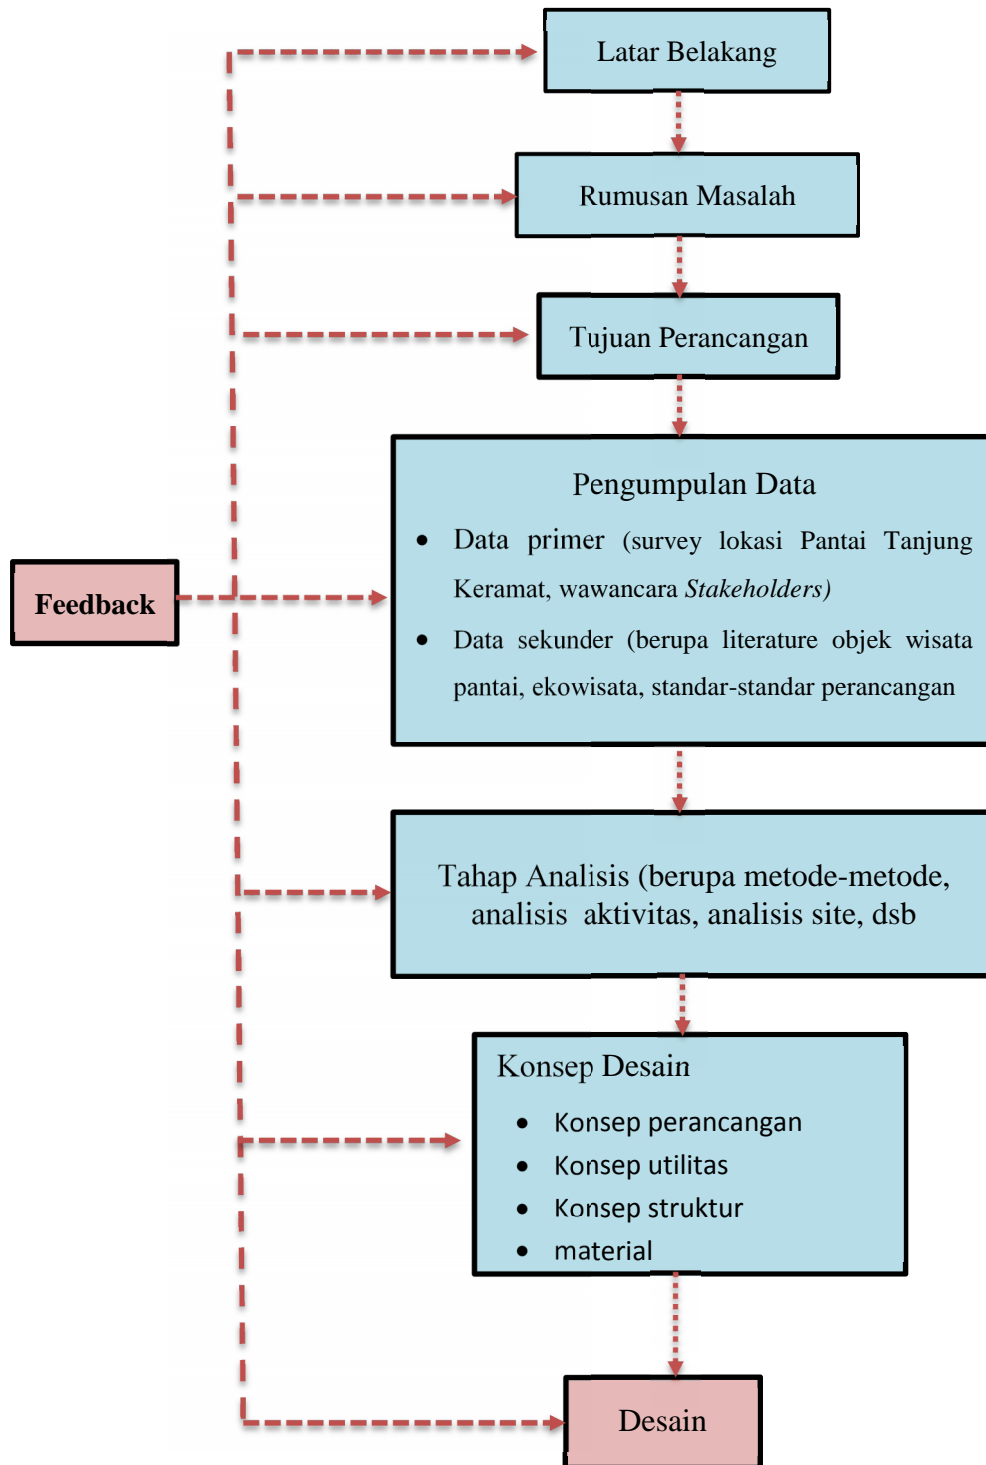 Latar Belakang
Rumusan Masalah
Tujuan Perancangan
Pengumpulan Data
• Data primer (survey lokasi Pantai Tanjung
Keramat, wawancara Stakeholders)
• Data sekunder (berupa literature objek wisata
pantai, ekowisata, standar-standar perancangan
Feedback
Tahap Analisis (berupa metode-metode,
analisis aktivitas, analisis site, dsb
Konsep Desain
• Konsep perancangan
• Konsep utilitas
• Konsep struktur
• material
Desain